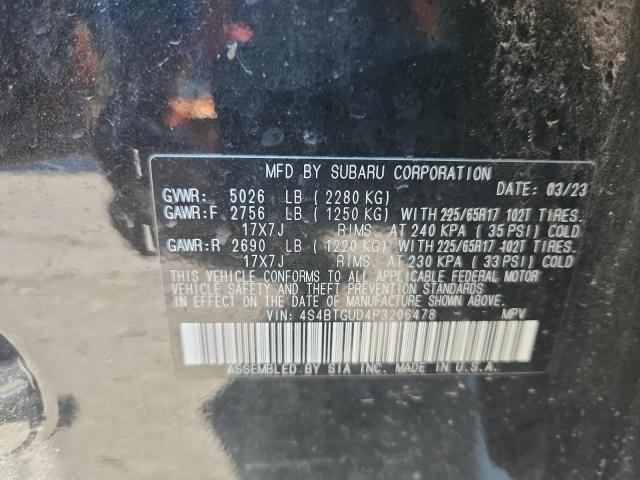 MFD BY SUBARU CORPORATION
GVWR: 5026 LB (2280 KG) DATE: 03/23
GAWR:F 2756 LB (1250 KG) WITH 225/65R17 102T TIRES.
17X7J RIMS. AT 240 KPA (35 PSI) COLD
GAWR:R 2690 LB (1220 KG) WITH 225/65R17 102T TIRES.
17X7J RIMS. AT 230 KPA (33 PSI) COLD
THIS VEHICLE CONFORMS TO ALL APPLICABLE FEDERAL MOTOR
VEHICLE SAFETY AND BUMPER AND THEFT PREVENTION STANDARDS
IN EFFECT ON THE DATE OF MANUFACTURE SHOWN ABOVE.
VIN: 4S4BTGUD4P3206478 MPV
ASSEMBLED BY SIA INC. MADE IN U.S.A.